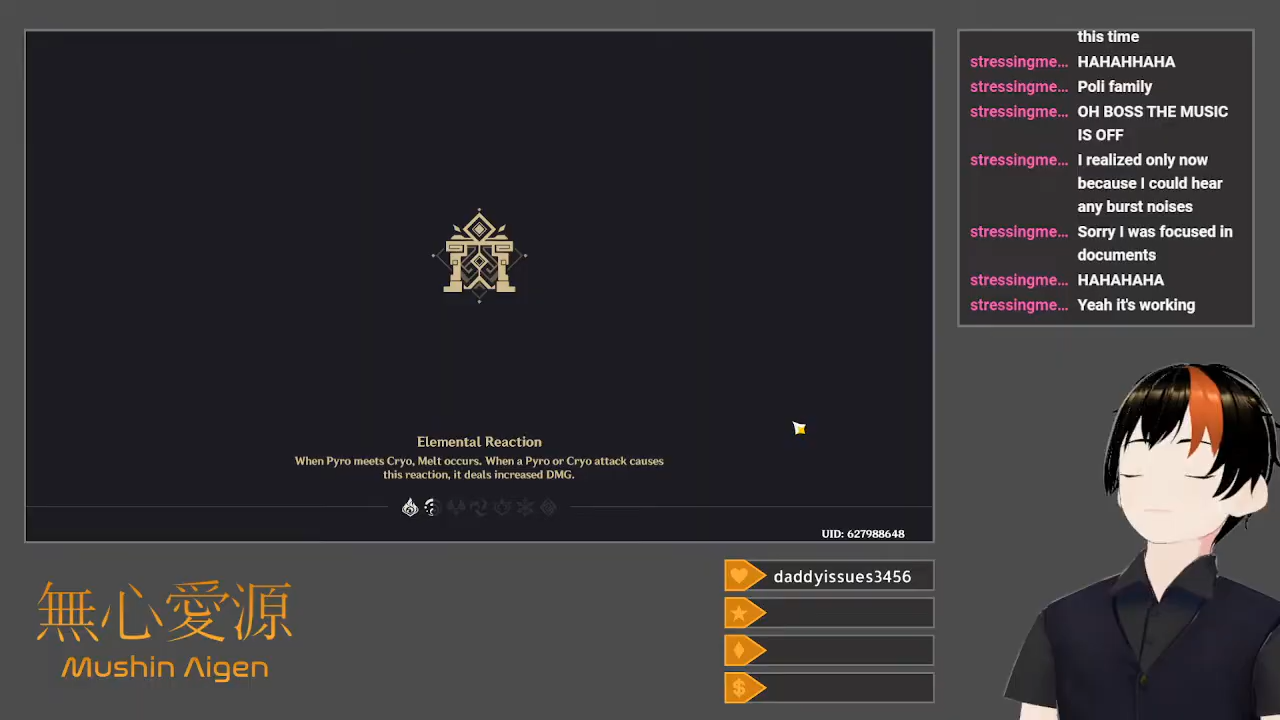 this time
stressingme… HAHAHHAHA
stressingme… Poli family
stressingme… OH BOSS THE MUSIC
IS OFF
stressingme… I realized only now
because I could hear
any burst noises
stressingme… Sorry I was focused in
documents
stressingme… HAHAHAHA
stressingme… Yeah it's working
Elemental Reaction
When Pyro meets Cryo, Melt occurs. When a Pyro or Cryo attack causes
this reaction, it deals increased DMG.
UID: 627988648
無心愛源
Mushin Aigen
daddyissues3456
$